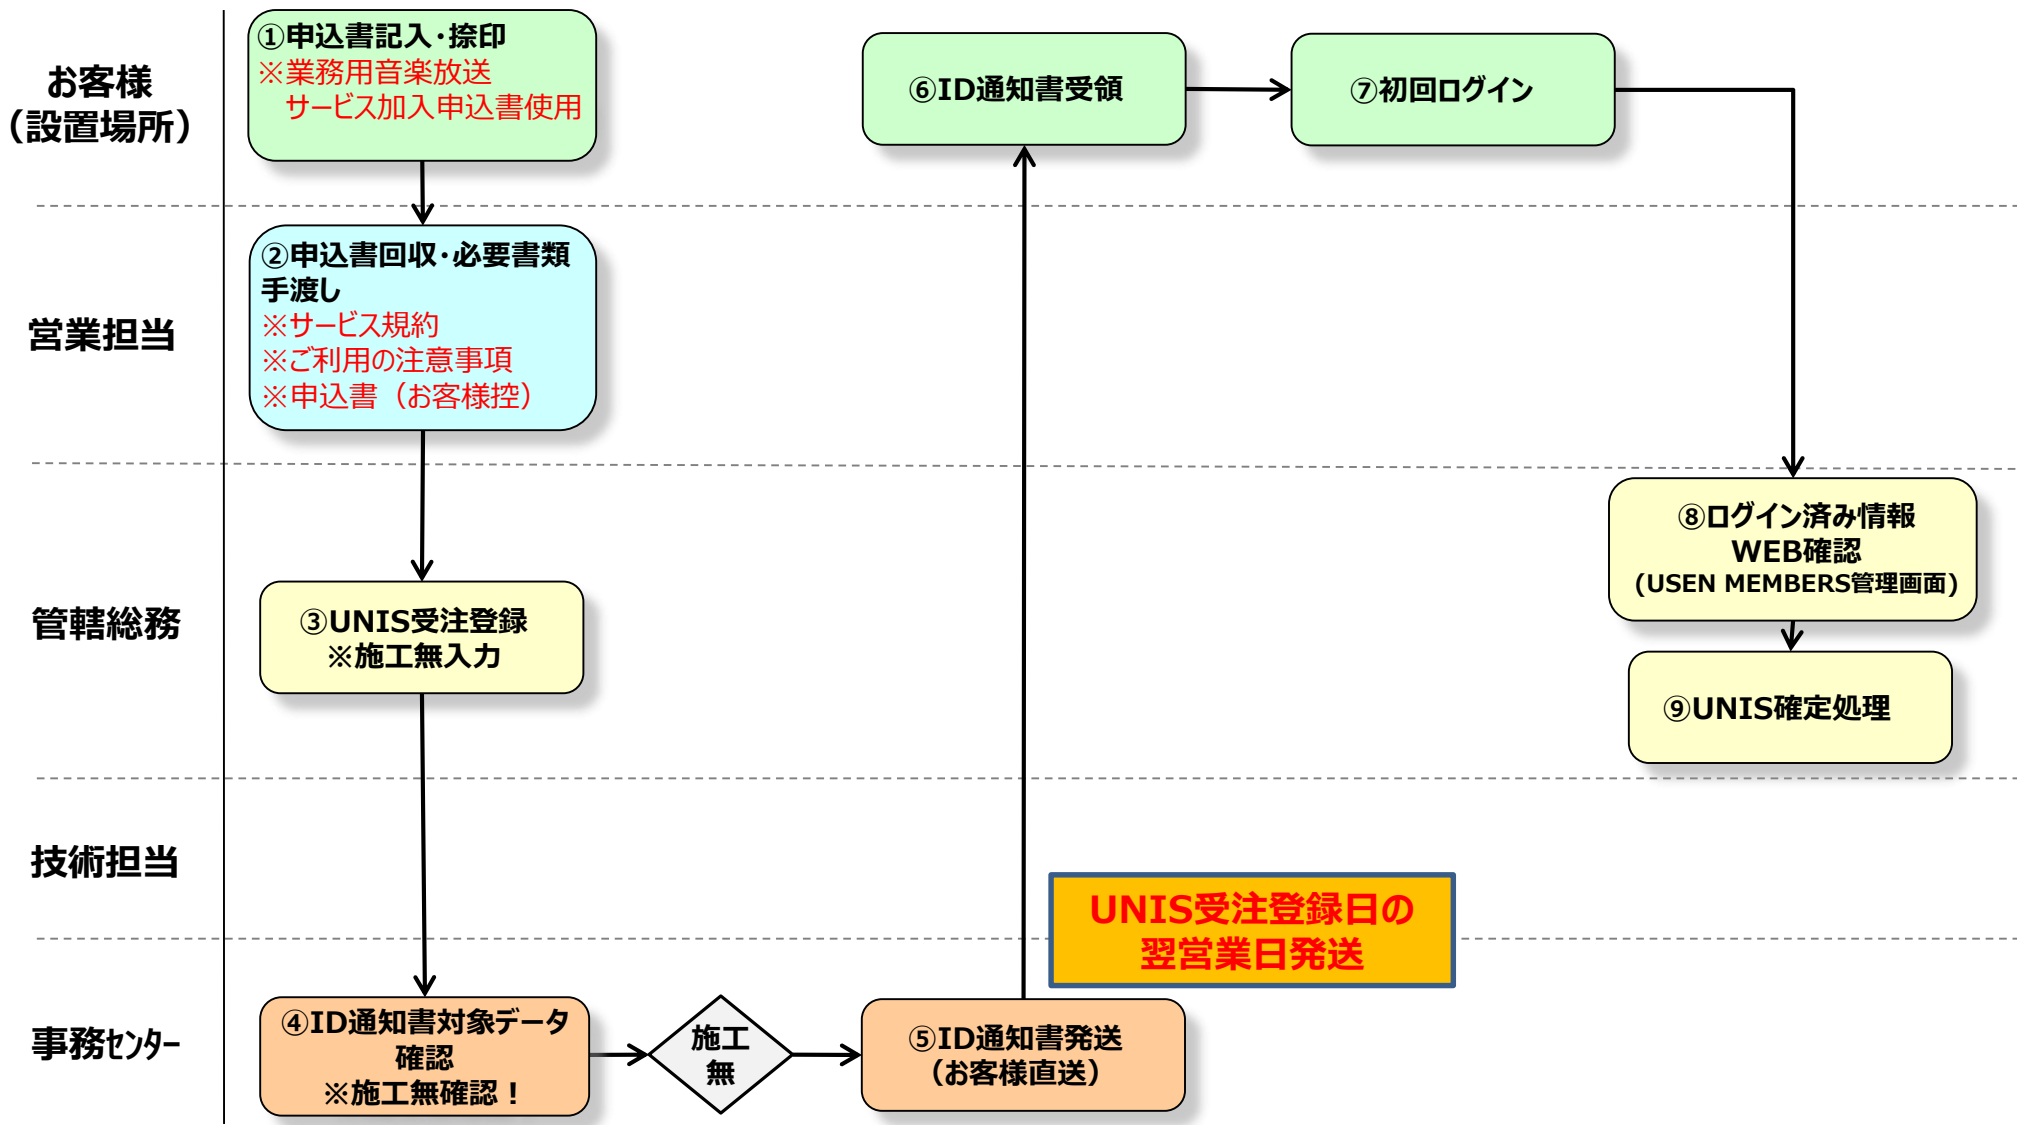 お客様
（設置場所）
①申込書記入・捺印
※業務用音楽放送
サービス加入申込書使用
⑥ID通知書受領
⑦初回ログイン
営業担当
②申込書回収・必要書類
手渡し
※サービス規約
※ご利用の注意事項
※申込書（お客様控）
管轄総務
③UNIS受注登録
※施工無入力
⑧ログイン済み情報
WEB確認
(USEN MEMBERS管理画面)
⑨UNIS確定処理
技術担当
UNIS受注登録日の
翌営業日発送
事務ｾﾝﾀｰ
④ID通知書対象データ
確認
※施工無確認！
施工
無
⑤ID通知書発送
（お客様直送）